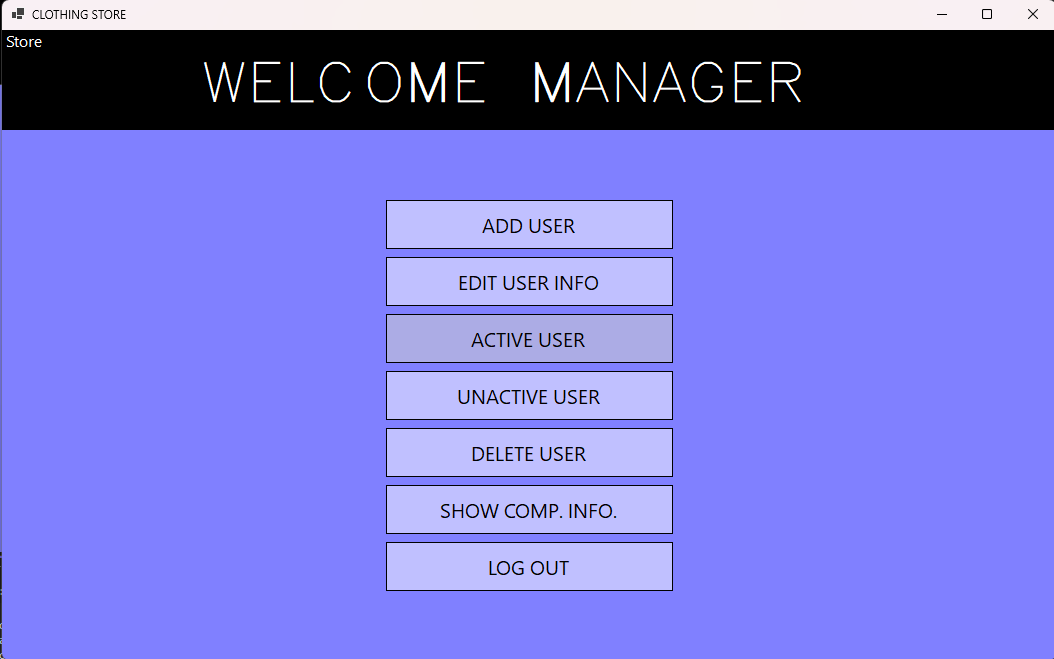 CLOTHING STORE
Store
WELCOME MANAGER
ADD USER
EDIT USER INFO
ACTIVE USER
UNACTIVE USER
DELETE USER
SHOW COMP. INFO.
LOG OUT